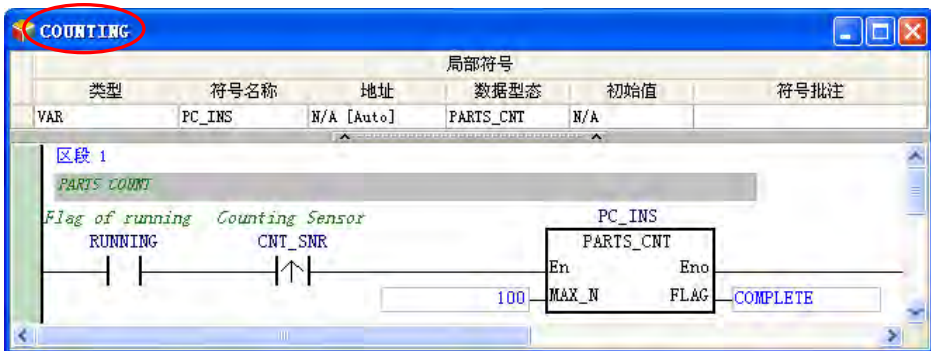 COUNTING
局部符号
类型 符号名称 地址 数据型态 初始值 符号批注
VAR PC_INS N/A [Auto] PARTS_CNT N/A
区段 1
PARTS COUNT
Flag of running Counting Sensor PC_INS
RUNNING CNT_SNR PARTS_CNT
En Eno
100 MAX_N FLAG COMPLETE